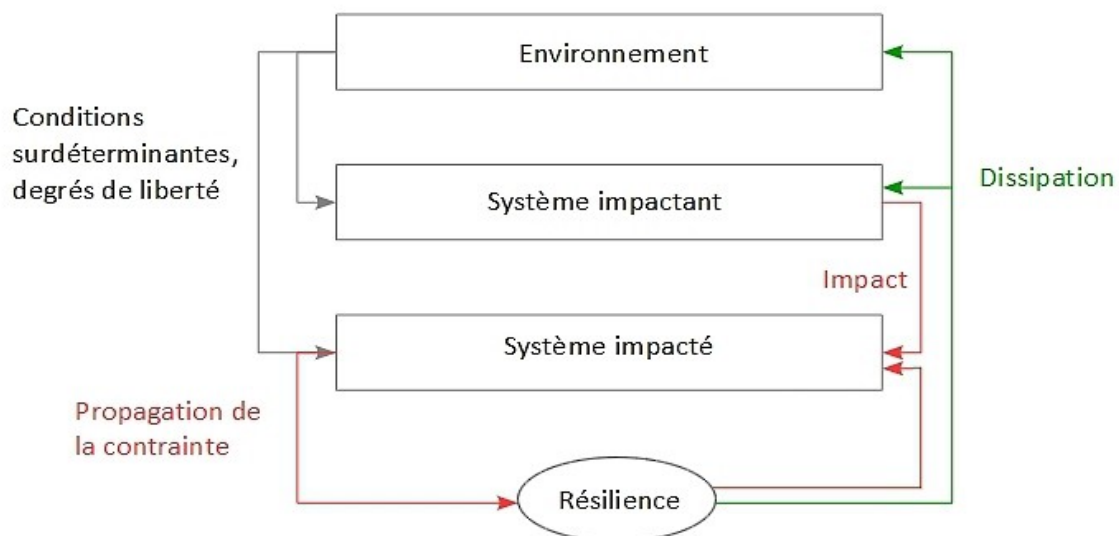 Environnement
Conditions
surdéterminantes,
degrés de liberté
Dissipation
Système impactant
Impact
Système impacté
Propagation de
la contrainte
Résilience